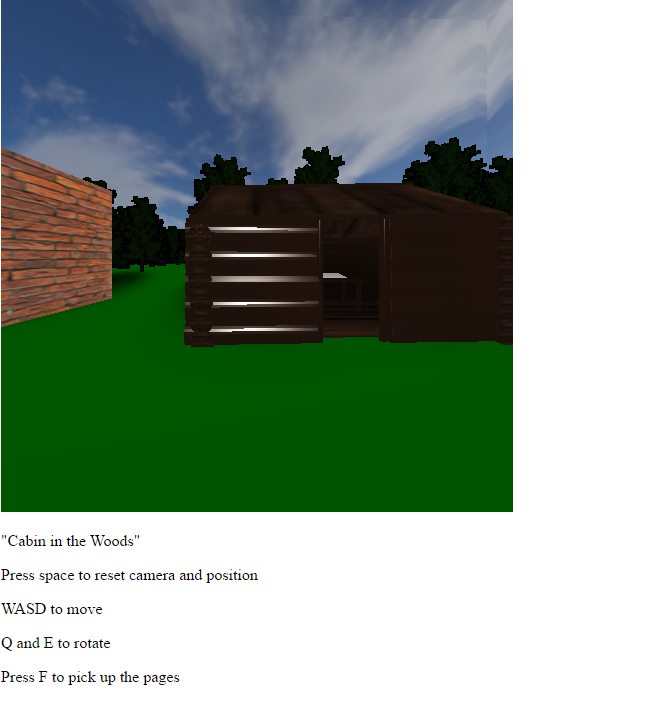 "Cabin in the Woods"
Press space to reset camera and position
WASD to move
Q and E to rotate
Press F to pick up the pages